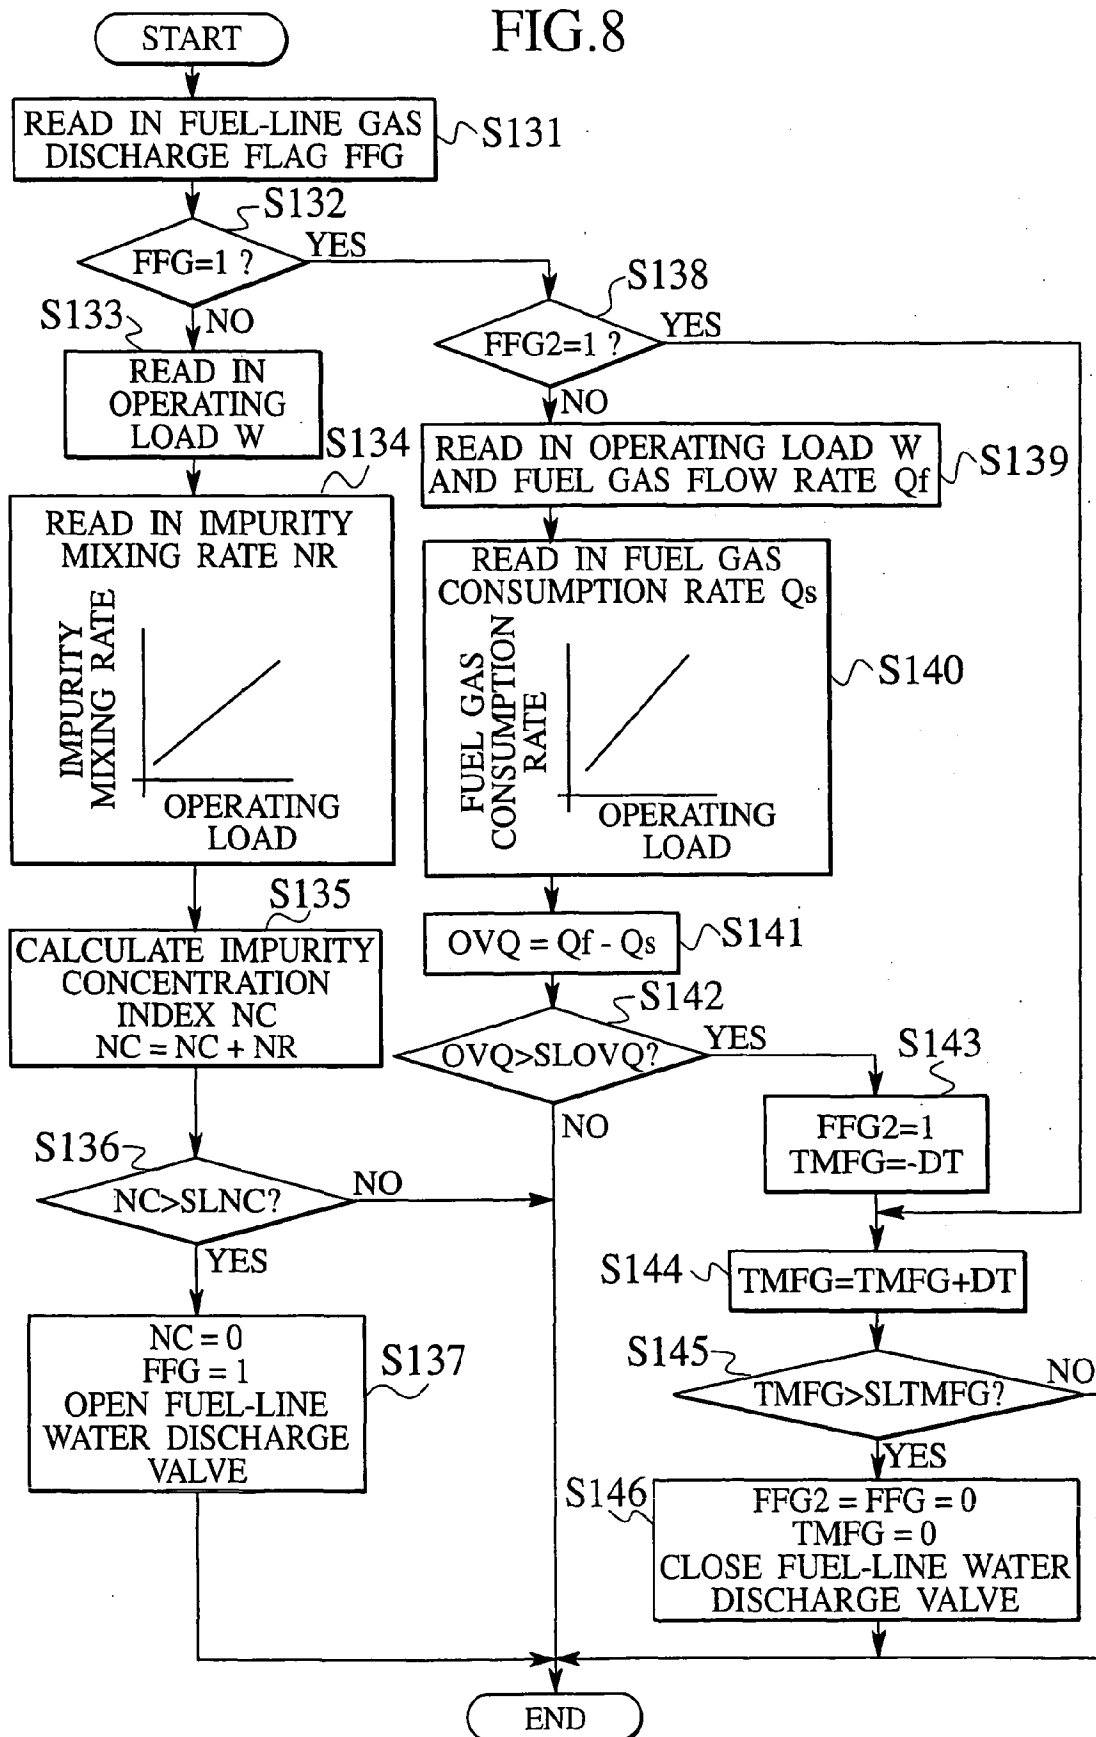 FIG.8
START
READ IN FUEL-LINE GAS
DISCHARGE FLAG FFG
S131
S132
FFG=1 ?
YES
NO
S133
READ IN
OPERATING
LOAD W
S134
READ IN IMPURITY
MIXING RATE NR
IMPURITY
MIXING RATE
OPERATING
LOAD
S135
CALCULATE IMPURITY
CONCENTRATION
INDEX NC
NC = NC + NR
S136
NC>SLNC?
NO
YES
NC = 0
FFG = 1
OPEN FUEL-LINE
WATER DISCHARGE
VALVE
S137
S138
FFG2=1 ?
YES
NO
READ IN OPERATING LOAD W
AND FUEL GAS FLOW RATE Qf
S139
READ IN FUEL GAS
CONSUMPTION RATE Qs
FUEL GAS
CONSUMPTION
RATE
OPERATING
LOAD
S140
OVQ = Qf - Qs
S141
S142
OVQ>SLOVQ?
YES
NO
S143
FFG2=1
TMFG=-DT
S144
TMFG=TMFG+DT
S145
TMFG>SLTMFG?
NO
YES
S146
FFG2 = FFG = 0
TMFG = 0
CLOSE FUEL-LINE WATER
DISCHARGE VALVE
END